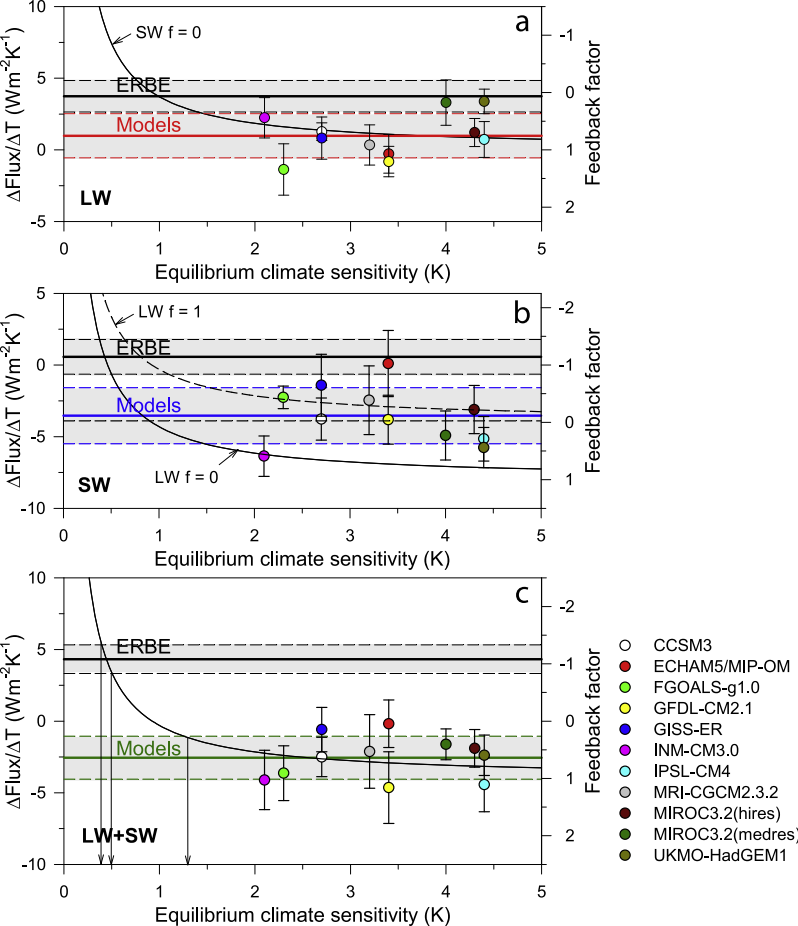 a
SW f = 0
ERBE
Models
LW
10
5
0
-5
-1
0
1
2
0
1
2
3
4
5
ΔFlux/ΔT (Wm⁻²K⁻¹)
Feedback factor
Equilibrium climate sensitivity (K)
b
LW f = 1
ERBE
Models
LW f = 0
SW
5
0
-5
-10
-2
-1
0
1
0
1
2
3
4
5
ΔFlux/ΔT (Wm⁻²K⁻¹)
Feedback factor
Equilibrium climate sensitivity (K)
c
ERBE
Models
LW+SW
10
5
0
-5
-10
-2
-1
0
1
2
0
1
2
3
4
5
ΔFlux/ΔT (Wm⁻²K⁻¹)
Feedback factor
Equilibrium climate sensitivity (K)
CCSM3
ECHAM5/MIP-OM
FGOALS-g1.0
GFDL-CM2.1
GISS-ER
INM-CM3.0
IPSL-CM4
MRI-CGCM2.3.2
MIROC3.2(hires)
MIROC3.2(medres)
UKMO-HadGEM1